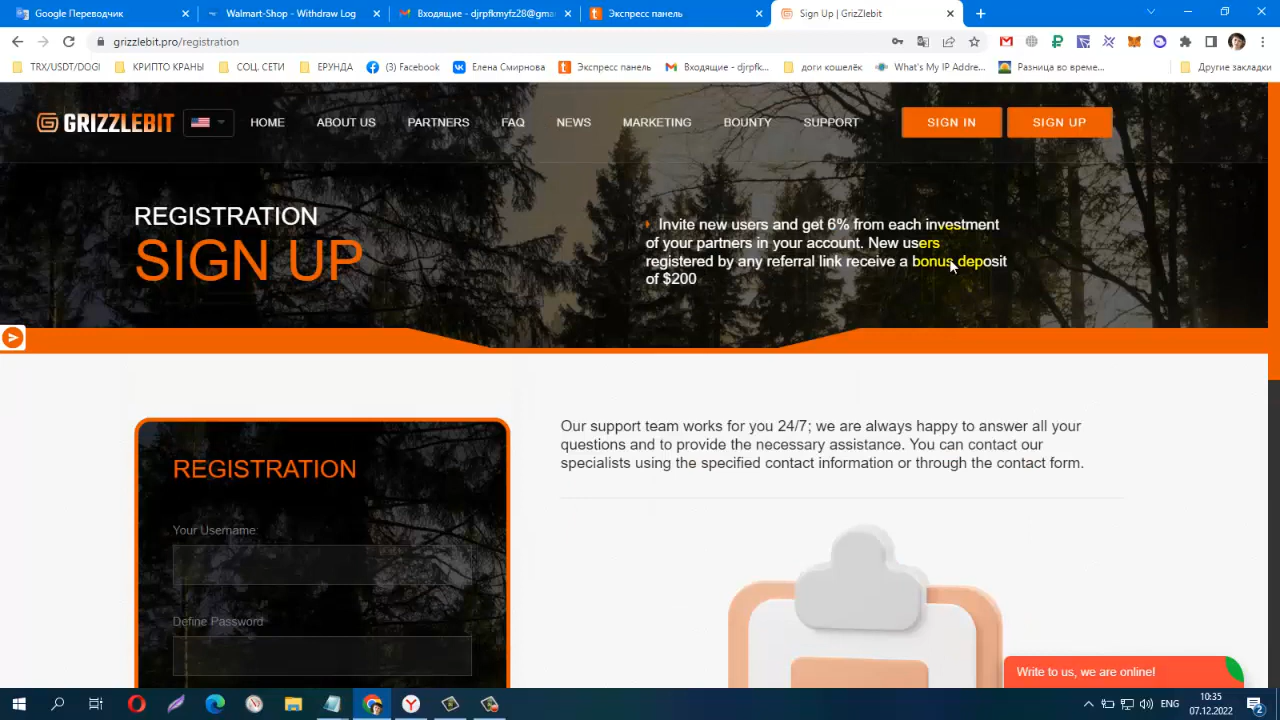 Google Переводчик
Walmart-Shop - Withdraw Log
Входящие - djrpfkmyfz28@gma
Экспресс панель
Sign Up | GrizZlebit
grizzlebit.pro/registration
TRX/USDT/DOGI
КРИПТО КРАНЫ
СОЦ. СЕТИ
ЕРУНДА
(3) Facebook
Елена Смирнова
Экспресс панель
Входящие - djrpfk...
доги кошелёк
What's My IP Addre...
Разница во време...
Другие закладки
GRIZZLEBIT
HOME
ABOUT US
PARTNERS
FAQ
NEWS
MARKETING
BOUNTY
SUPPORT
SIGN IN
SIGN UP
REGISTRATION
SIGN UP
Invite new users and get 6% from each investment
of your partners in your account. New users
registered by any referral link receive a bonus deposit
of $200
REGISTRATION
Your Username:
Define Password
Our support team works for you 24/7; we are always happy to answer all your
questions and to provide the necessary assistance. You can contact our
specialists using the specified contact information or through the contact form.
Write to us, we are online!
ENG
10:35
07.12.2022
2